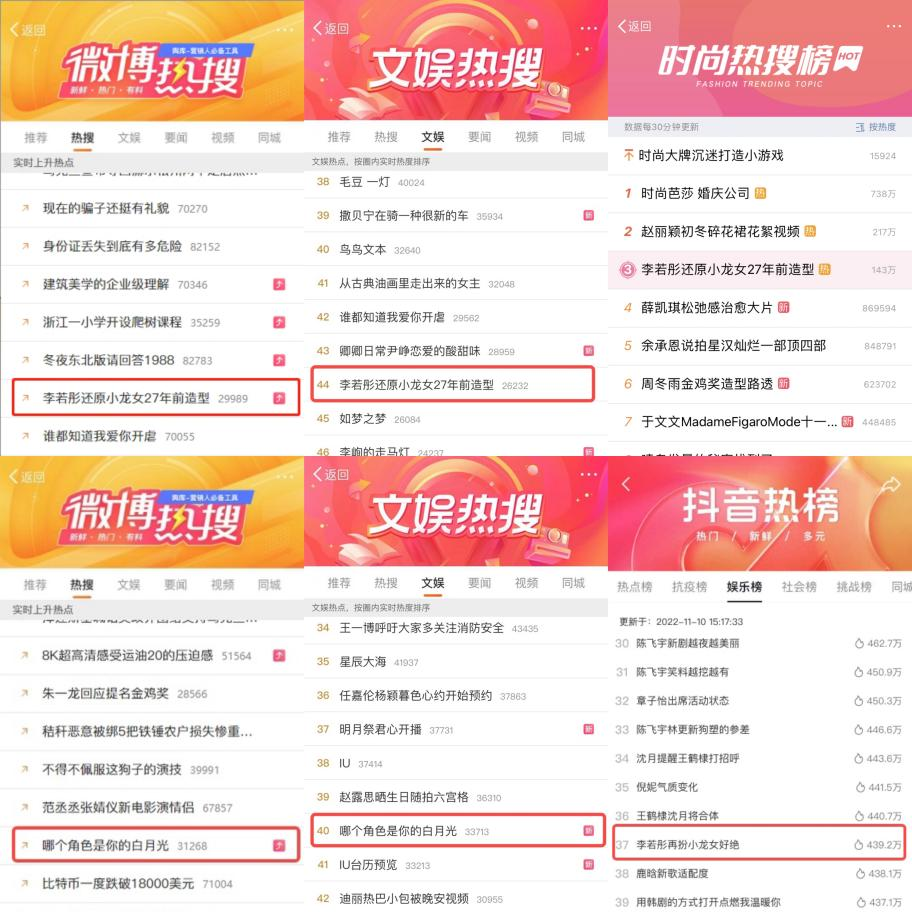 返回
舆库-营销人必备工具
微博热搜
新鲜·热门·有料
推荐 热搜 文娱 要闻 视频 同城
实时上升热点
现在的骗子还挺有礼貌 70270
身份证丢失到底有多危险 82152
建筑美学的企业级理解 70346
浙江一小学开设爬树课程 35259
冬夜东北版请回答1988 82783
李若彤还原小龙女27年前造型 29989
谁都知道我爱你开虐 70055
返回
文娱热搜
推荐 热搜 文娱 要闻 视频 同城
文娱热点,按圈内实时热度排序
38 毛豆 一灯 40024
39 撒贝宁在骑一种很新的车 35934 新
40 鸟鸟文本 32640
41 从古典油画里走出来的女主 32048
42 谁都知道我爱你开虐 29562
43 卿卿日常尹峥恋爱的酸甜味 28959 新
44 李若彤还原小龙女27年前造型 26232
45 如梦之梦 26084
46 李峋的走马灯 24237 新
返回
时尚热搜榜 HOT
FASHION TRENDING TOPIC
数据每30分钟更新 按热度
时尚大牌沉迷打造小游戏 15924
1 时尚芭莎 婚庆公司 热 738万
2 赵丽颖初冬碎花裙花絮视频 热 217万
3 李若彤还原小龙女27年前造型 热 143万
4 薛凯琪松弛感治愈大片 新 869594
5 余承恩说拍星汉灿烂一部顶四部 848791
6 周冬雨金鸡奖造型路透 新 623702
7 于文文MadameFigaroMode十一... 新 448485
返回
舆库-营销人必备工具
微博热搜
新鲜·热门·有料
推荐 热搜 文娱 要闻 视频 同城
实时上升热点
8K超高清感受运油20的压迫感 51564
朱一龙回应提名金鸡奖 28566
秸秆恶意被绑5把铁锤农户损失惨重...
不得不佩服这狗子的演技 39991
范丞丞张婧仪新电影演情侣 67857
哪个角色是你的白月光 31268
比特币一度跌破18000美元 71004
返回
文娱热搜
推荐 热搜 文娱 要闻 视频 同城
文娱热点,按圈内实时热度排序
34 王一博呼吁大家多关注消防安全 43435
35 星辰大海 41937
36 任嘉伦杨颖暮色心约开始预约 37863
37 明月祭君心开播 37731 新
38 IU 37414
39 赵露思晒生日随拍六宫格 36310
40 哪个角色是你的白月光 33713 新
41 IU台历预览 33213 新
42 迪丽热巴小包被晚安视频 30955
抖音热榜
热门 / 新鲜 / 多元
热点榜 抗疫榜 娱乐榜 社会榜 挑战榜 同城
更新于:2022-11-10 15:17:33
30 陈飞宇新剧越夜越美丽 462.7万
31 陈飞宇笑料越挖越有 450.9万
32 章子怡出席活动状态 450.3万
33 陈飞宇林更新狗塑的参差 446.6万
34 沈月提醒王鹤棣打招呼 443.6万
35 倪妮气质变化 441.5万
36 王鹤棣沈月将合体 440.7万
37 李若彤再扮小龙女好绝 439.2万
38 鹿晗新歌适配度 438.1万
39 用韩剧的方式打开点燃我温暖你 437.1万